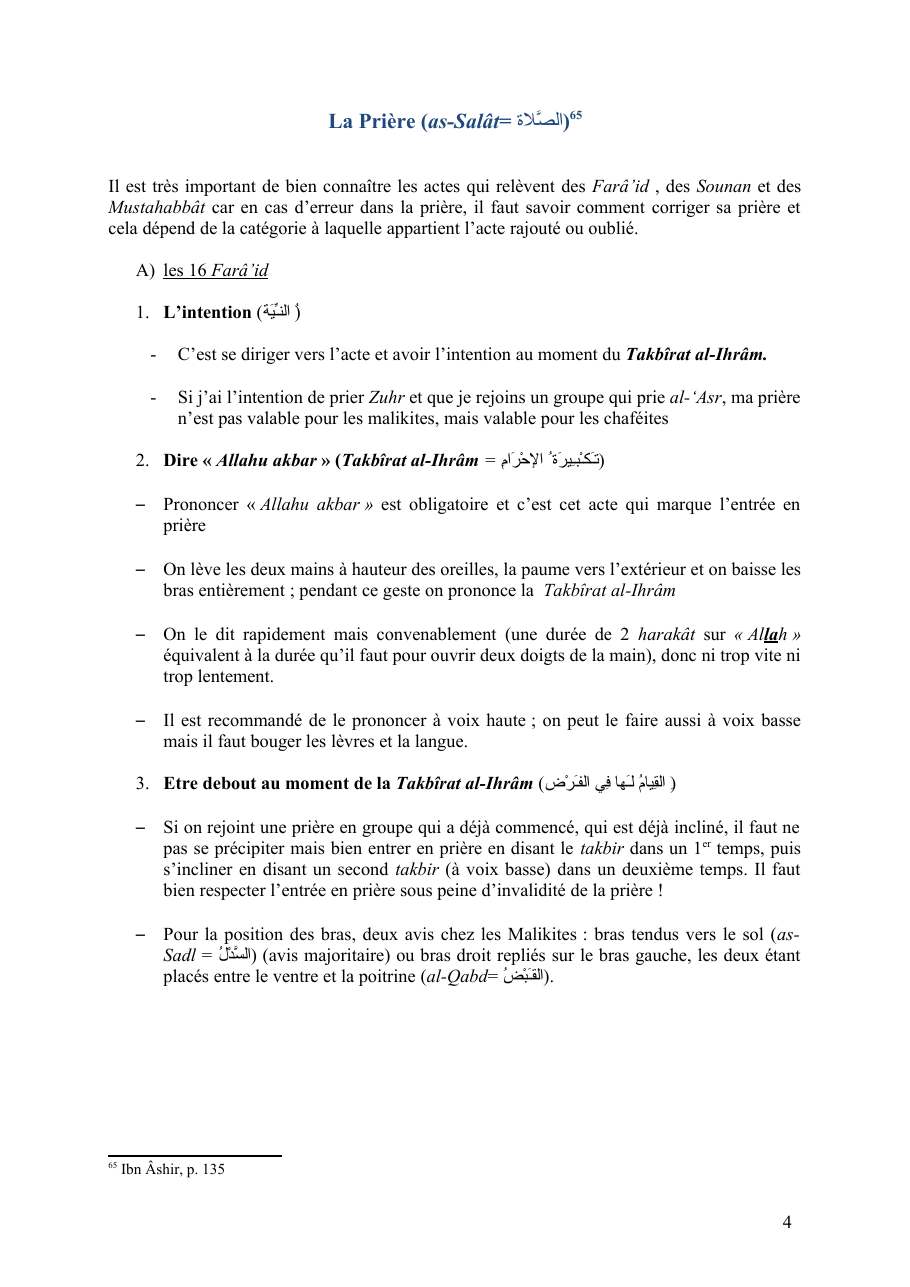 La Prière (as-Salât= الصَّلاة)65
Il est très important de bien connaître les actes qui relèvent des Farâ’id , des Sounan et des
Mustahabbât car en cas d’erreur dans la prière, il faut savoir comment corriger sa prière et
cela dépend de la catégorie à laquelle appartient l’acte rajouté ou oublié.
A) les 16 Farâ’id
1. L’intention (النـِّيَة)
- C’est se diriger vers l’acte et avoir l’intention au moment du Takbîrat al-Ihrâm.
- Si j’ai l’intention de prier Zuhr et que je rejoins un groupe qui prie al-‘Asr, ma prière
n’est pas valable pour les malikites, mais valable pour les chaféites
2. Dire « Allahu akbar » (Takbîrat al-Ihrâm = تـَكـْبـِيرَةُ الإحْرَام)
– Prononcer « Allahu akbar » est obligatoire et c’est cet acte qui marque l’entrée en
prière
– On lève les deux mains à hauteur des oreilles, la paume vers l’extérieur et on baisse les
bras entièrement ; pendant ce geste on prononce la Takbîrat al-Ihrâm
– On le dit rapidement mais convenablement (une durée de 2 harakât sur « Allah »
équivalent à la durée qu’il faut pour ouvrir deux doigts de la main), donc ni trop vite ni
trop lentement.
– Il est recommandé de le prononcer à voix haute ; on peut le faire aussi à voix basse
mais il faut bouger les lèvres et la langue.
3. Etre debout au moment de la Takbîrat al-Ihrâm (القِيامُ لـَها فِي الفـَرْض)
– Si on rejoint une prière en groupe qui a déjà commencé, qui est déjà incliné, il faut ne
pas se précipiter mais bien entrer en prière en disant le takbir dans un 1er temps, puis
s’incliner en disant un second takbir (à voix basse) dans un deuxième temps. Il faut
bien respecter l’entrée en prière sous peine d’invalidité de la prière !
– Pour la position des bras, deux avis chez les Malikites : bras tendus vers le sol (as-
Sadl = السَّدْلُ) (avis majoritaire) ou bras droit repliés sur le bras gauche, les deux étant
placés entre le ventre et la poitrine (al-Qabd= القـَبْضُ).
65 Ibn Âshir, p. 135
4